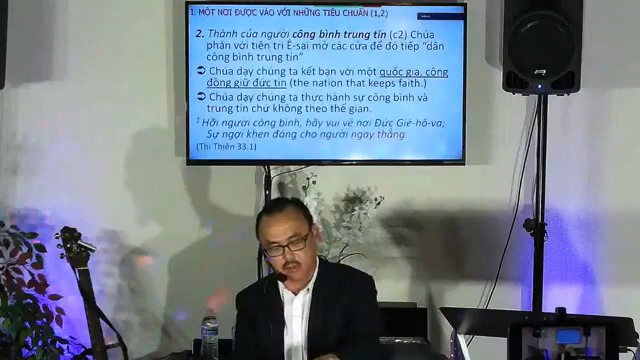 I. MỘT NƠI ĐƯỢC VÀO VỚI NHỮNG TIÊU CHUẨN (1,2)
2. Thành của người công bình trung tín (c2) Chúa
phán với tiên tri Ê-sai mở các cửa để đó tiếp "dân
công bình trung tín"
Chúa dạy chúng ta kết bạn với một quốc gia, cộng
đồng giữ đức tin (the nation that keeps faith.)
Chúa dạy chúng ta thực hành sự công bình và
trung tín chứ không theo thế gian.
1 Hỡi người công bình, hãy vui vẻ nơi Đức Giê-hô-va;
Sự ngợi khen đáng cho người ngay thẳng.
(Thi Thiên 33:1)